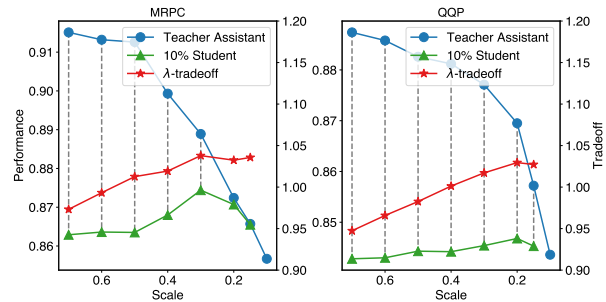 MRPC
QQP
Performance
0.91
0.90
0.89
0.88
0.87
0.86
Teacher Assistant
10% Student
λ-tradeoff
1.20
1.15
1.10
1.05
1.00
0.95
0.90
0.6
0.4
0.2
Scale
0.88
0.87
0.86
0.85
Teacher Assistant
10% Student
λ-tradeoff
1.20
1.15
1.10
1.05
1.00
0.95
0.90
Tradeoff
0.6
0.4
0.2
Scale